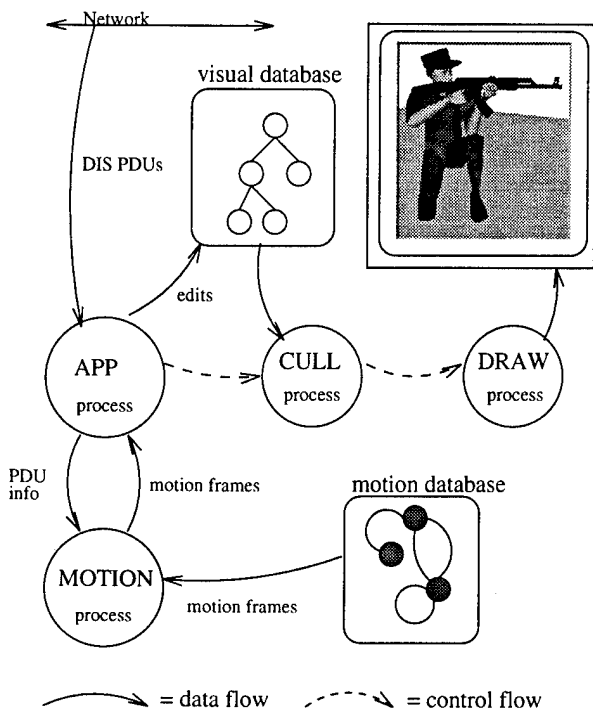 Network
visual database
DIS PDUs
edits
APP
process
CULL
process
DRAW
process
PDU
info
motion frames
motion database
MOTION
process
motion frames
= data flow
= control flow